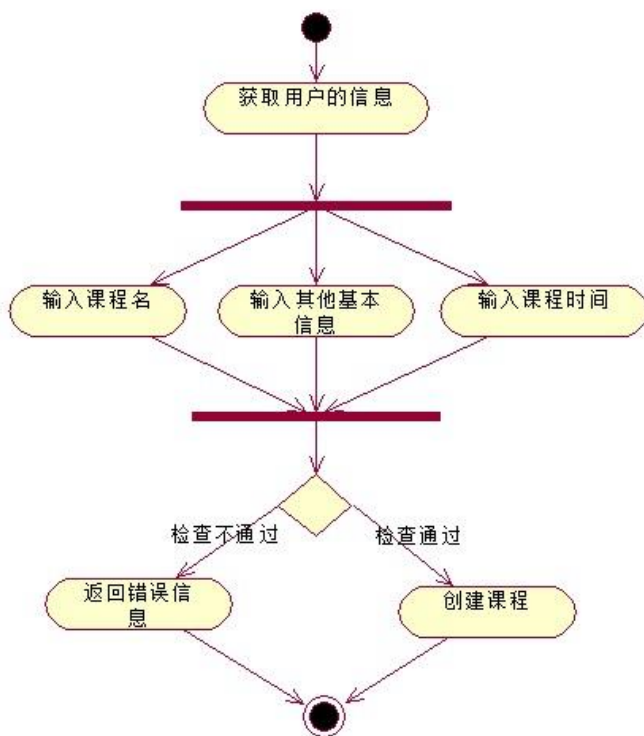 获取用户的信息
输入课程名
输入其他基本
信息
输入课程时间
检查不通过
检查通过
返回错误信
息
创建课程